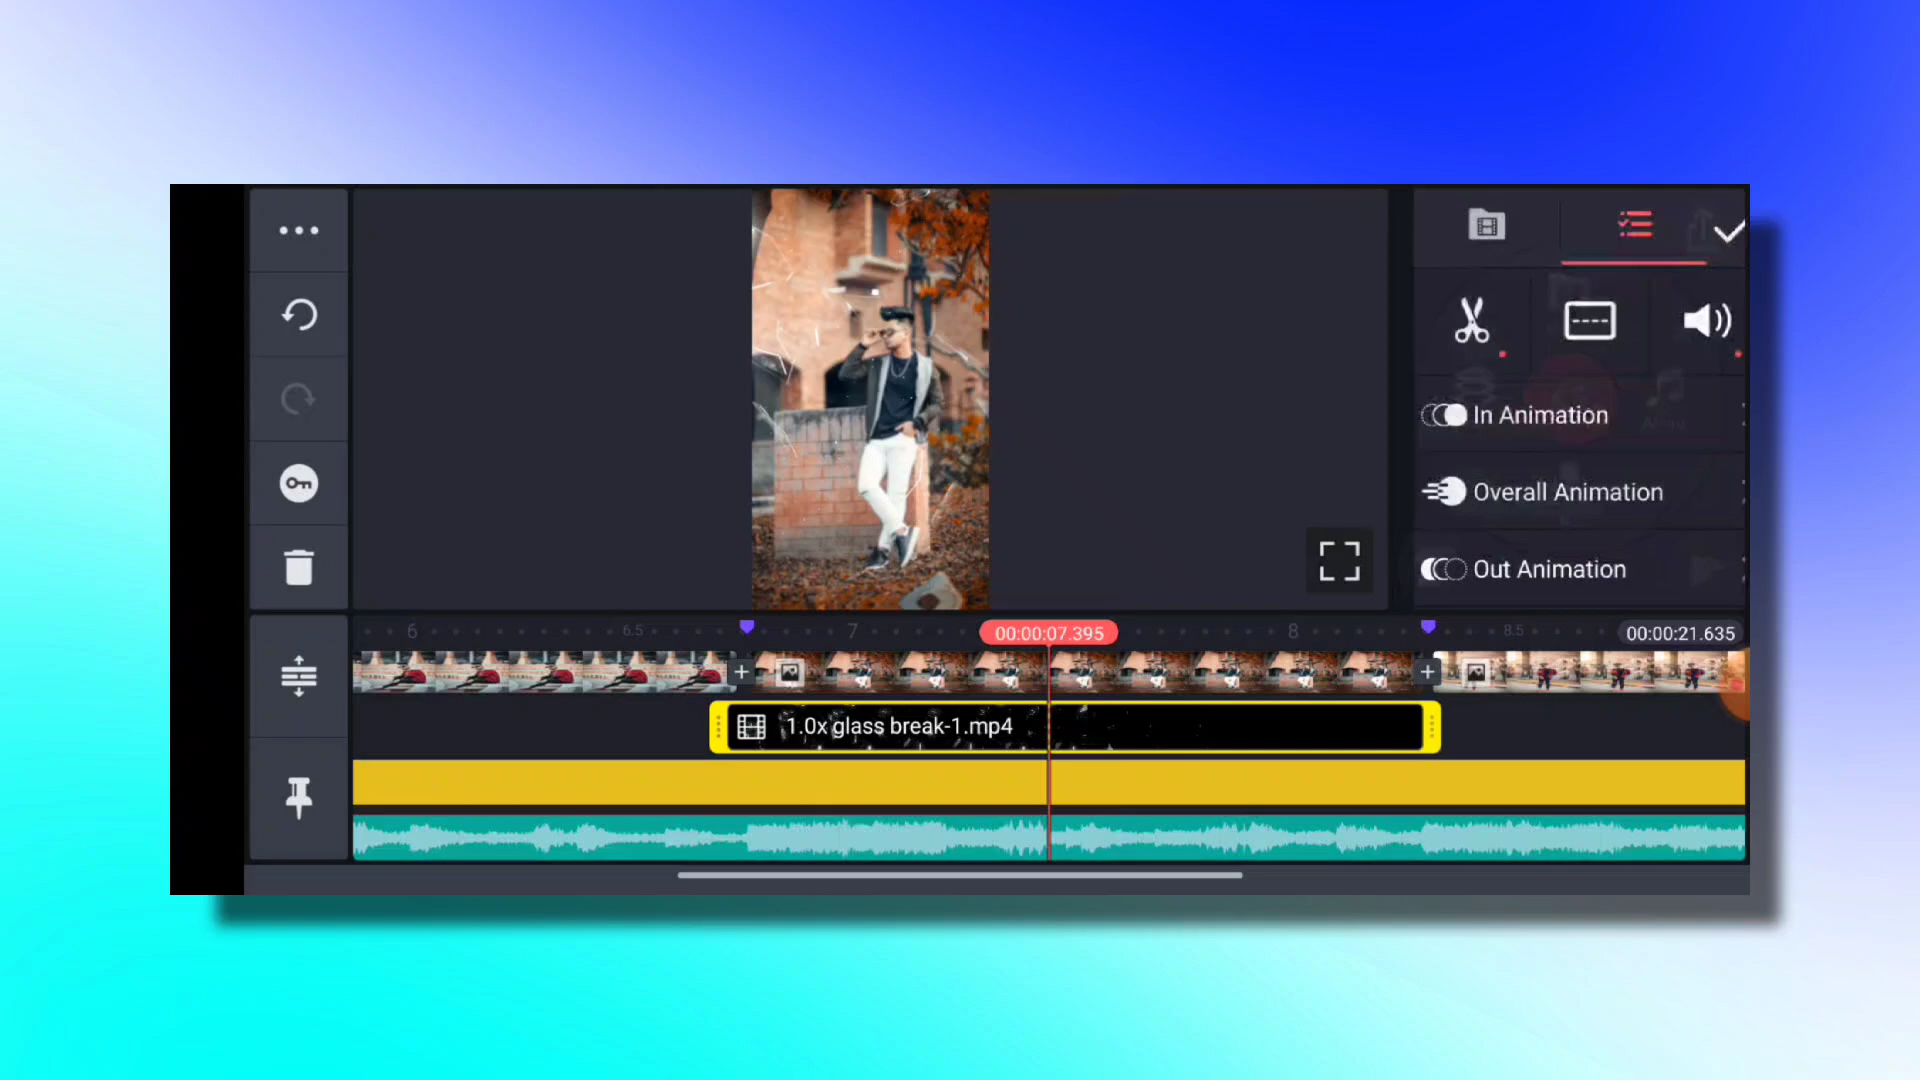 In Animation
Overall Animation
Out Animation
6
6.5
7
00:00:07.395
8
8.5
00:00:21.635
1.0x glass break-1.mp4